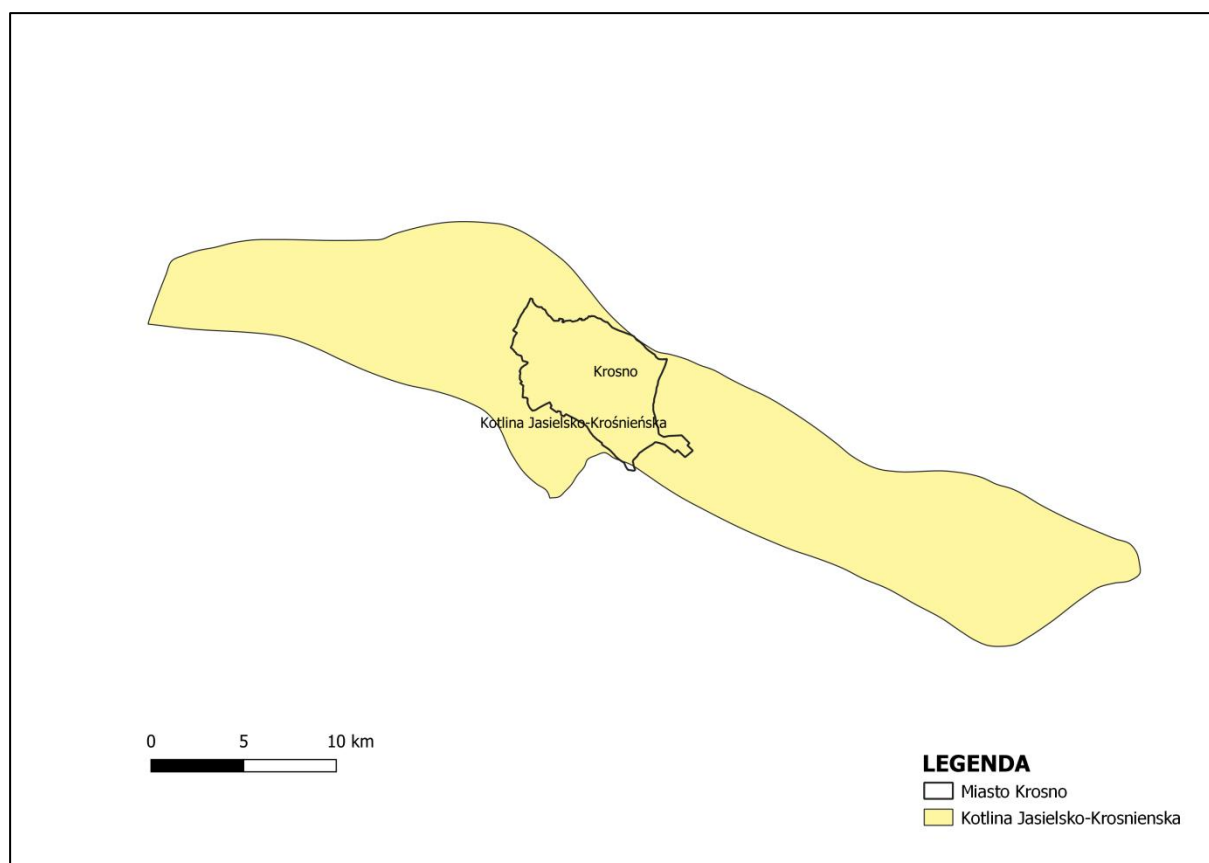 Krosno
Kotlina Jasielsko-Krośnieńska
0 5 10 km
LEGENDA
Miasto Krosno
Kotlina Jasielsko-Krosnienska